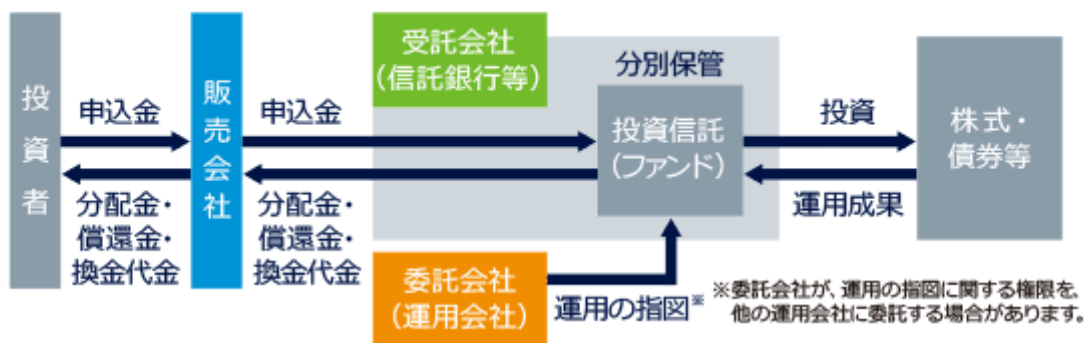 投資者
申込金
分配金・
償還金・
換金代金
販売会社
申込金
分配金・
償還金・
換金代金
受託会社
（信託銀行等）
分別保管
投資信託
（ファンド）
委託会社
（運用会社）
運用の指図※
投資
運用成果
株式・
債券等
※委託会社が、運用の指図に関する権限を、
他の運用会社に委託する場合があります。